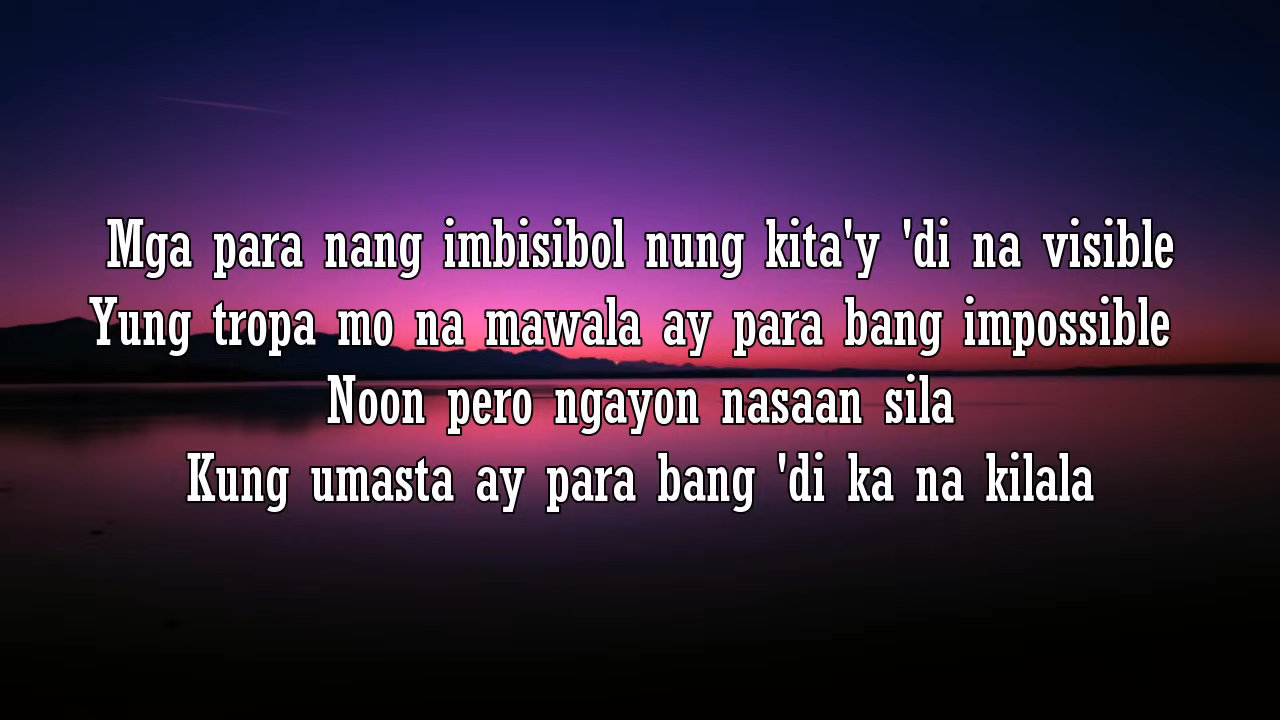 Mga para nang imbisibol nung kita'y 'di na visible
Yung tropa mo na mawala ay para bang impossible
Noon pero ngayon nasaan sila
Kung umasta ay para bang 'di ka na kilala